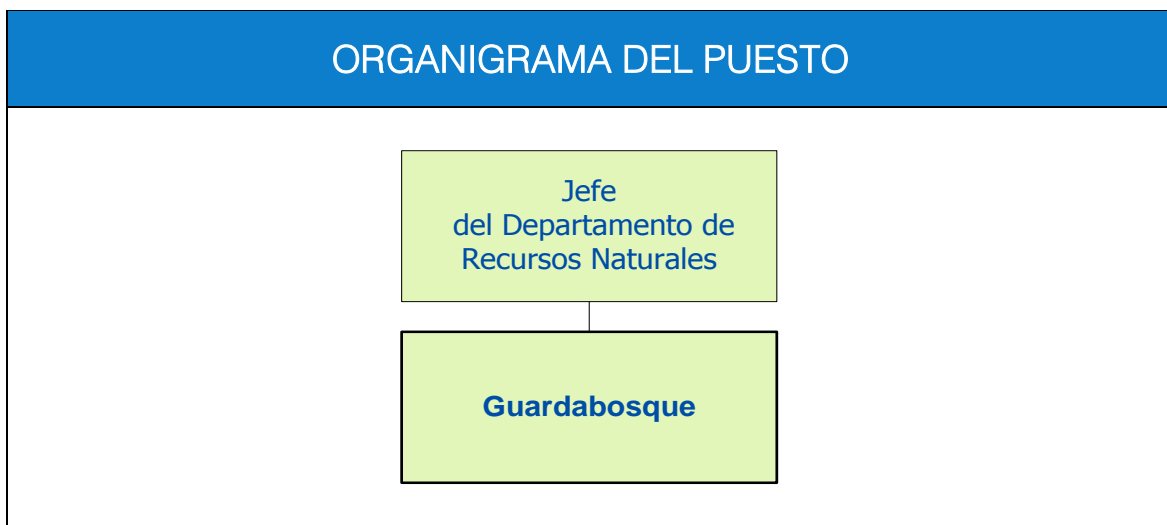 ORGANIGRAMA DEL PUESTO
Jefe
del Departamento de
Recursos Naturales
Guardabosque